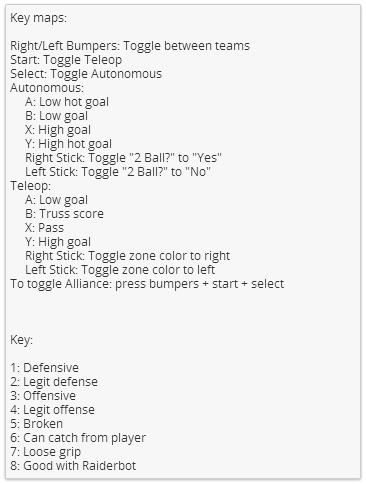 Key maps:
Right/Left Bumpers: Toggle between teams
Start: Toggle Teleop
Select: Toggle Autonomous
Autonomous:
A: Low hot goal
B: Low goal
X: High goal
Y: High hot goal
Right Stick: Toggle "2 Ball?" to "Yes"
Left Stick: Toggle "2 Ball?" to "No"
Teleop:
A: Low goal
B: Truss score
X: Pass
Y: High goal
Right Stick: Toggle zone color to right
Left Stick: Toggle zone color to left
To toggle Alliance: press bumpers + start + select
Key:
1: Defensive
2: Legit defense
3: Offensive
4: Legit offense
5: Broken
6: Can catch from player
7: Loose grip
8: Good with Raiderbot